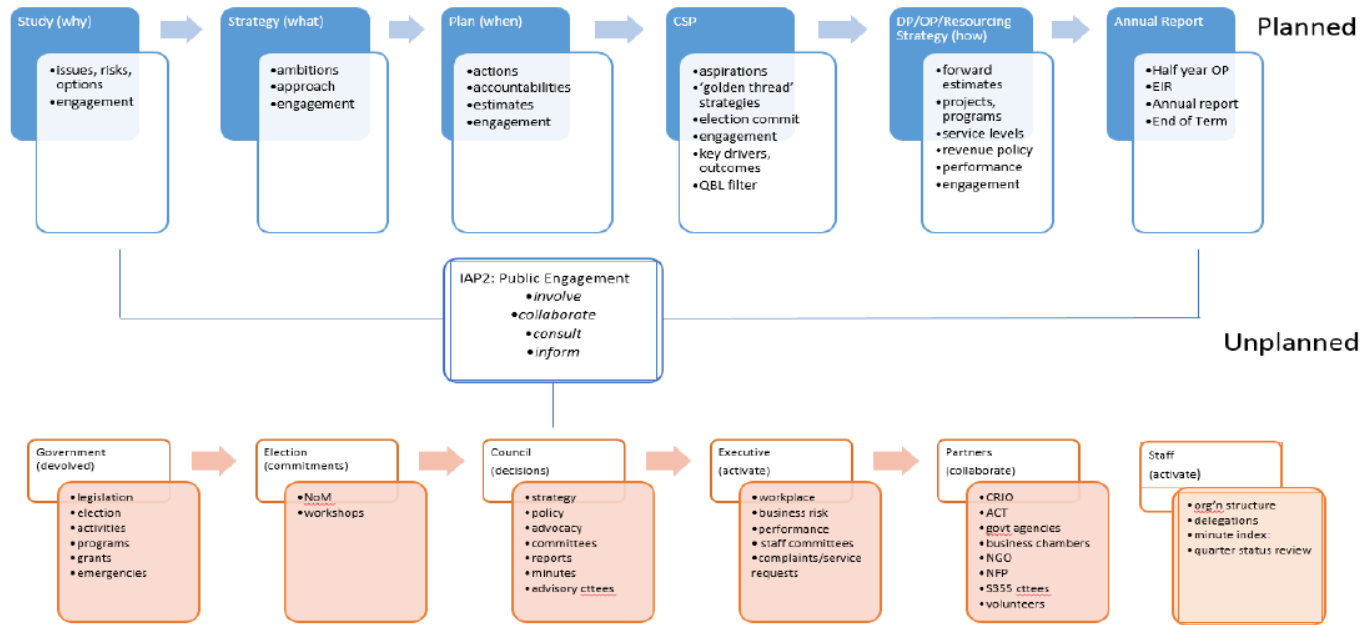 Study (why)
• issues, risks,
options
• engagement
Strategy (what)
• ambitions
• approach
• engagement
Plan (when)
• actions
• accountabilities
• estimates
• engagement
CSP
• aspirations
• 'golden thread'
strategies
• election commit
• engagement
• key drivers,
outcomes
• QBL filter
DP/OP/Resourcing
Strategy (how)
• forward
estimates
• projects,
programs
• service levels
• revenue policy
• performance
• engagement
Annual Report
• Half year OP
• EIR
• Annual report
• End of Term
Planned
IAP2: Public Engagement
• involve
• collaborate
• consult
• inform
Unplanned
Government
(devolved)
• legislation
• election
• activities
• programs
• grants
• emergencies
Election
(commitments)
• NoM
• workshops
Council
(decisions)
• strategy
• policy
• advocacy
• committees
• reports
• minutes
• advisory cttees
Executive
(activate)
• workplace
• business risk
• performance
• staff committees
• complaints/service
requests
Partners
(collaborate)
• CRJO
• ACT
• govt agencies
• business chambers
• NGO
• NFP
• S355 cttees
• volunteers
Staff
(activate)
• org'n structure
• delegations
• minute index:
• quarter status review